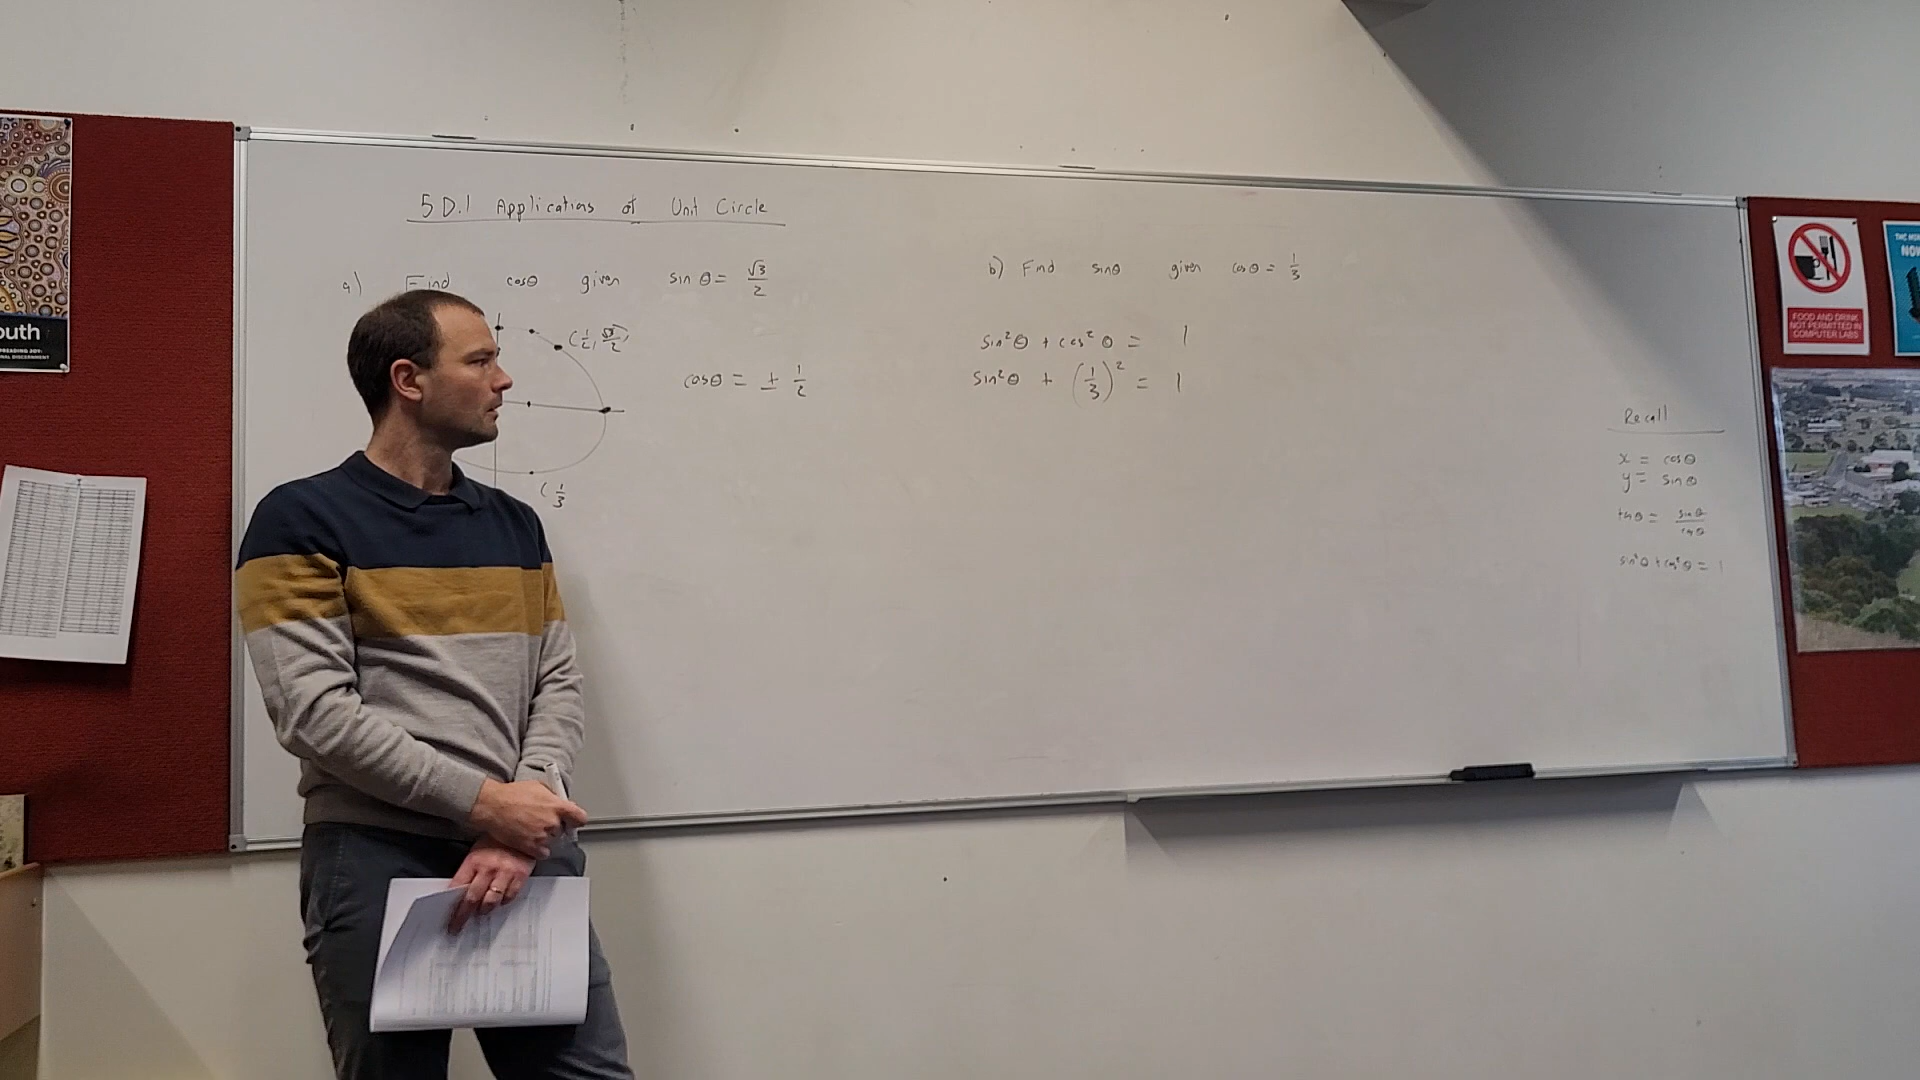 5D.1 Applications of Unit Circle
a) Find cosθ given sin θ = √3/2
(1/2, √3/2)
cosθ = ± 1/2
(1/3
b) Find sinθ given cosθ = 1/3
sin²θ + cos²θ = 1
sin²θ + (1/3)² = 1
Recall
x = cosθ
y = sinθ
tanθ = sinθ/cosθ
sin²θ + cos²θ = 1
outh
FOOD AND DRINK
NOT PERMITTED IN
COMPUTER LABS